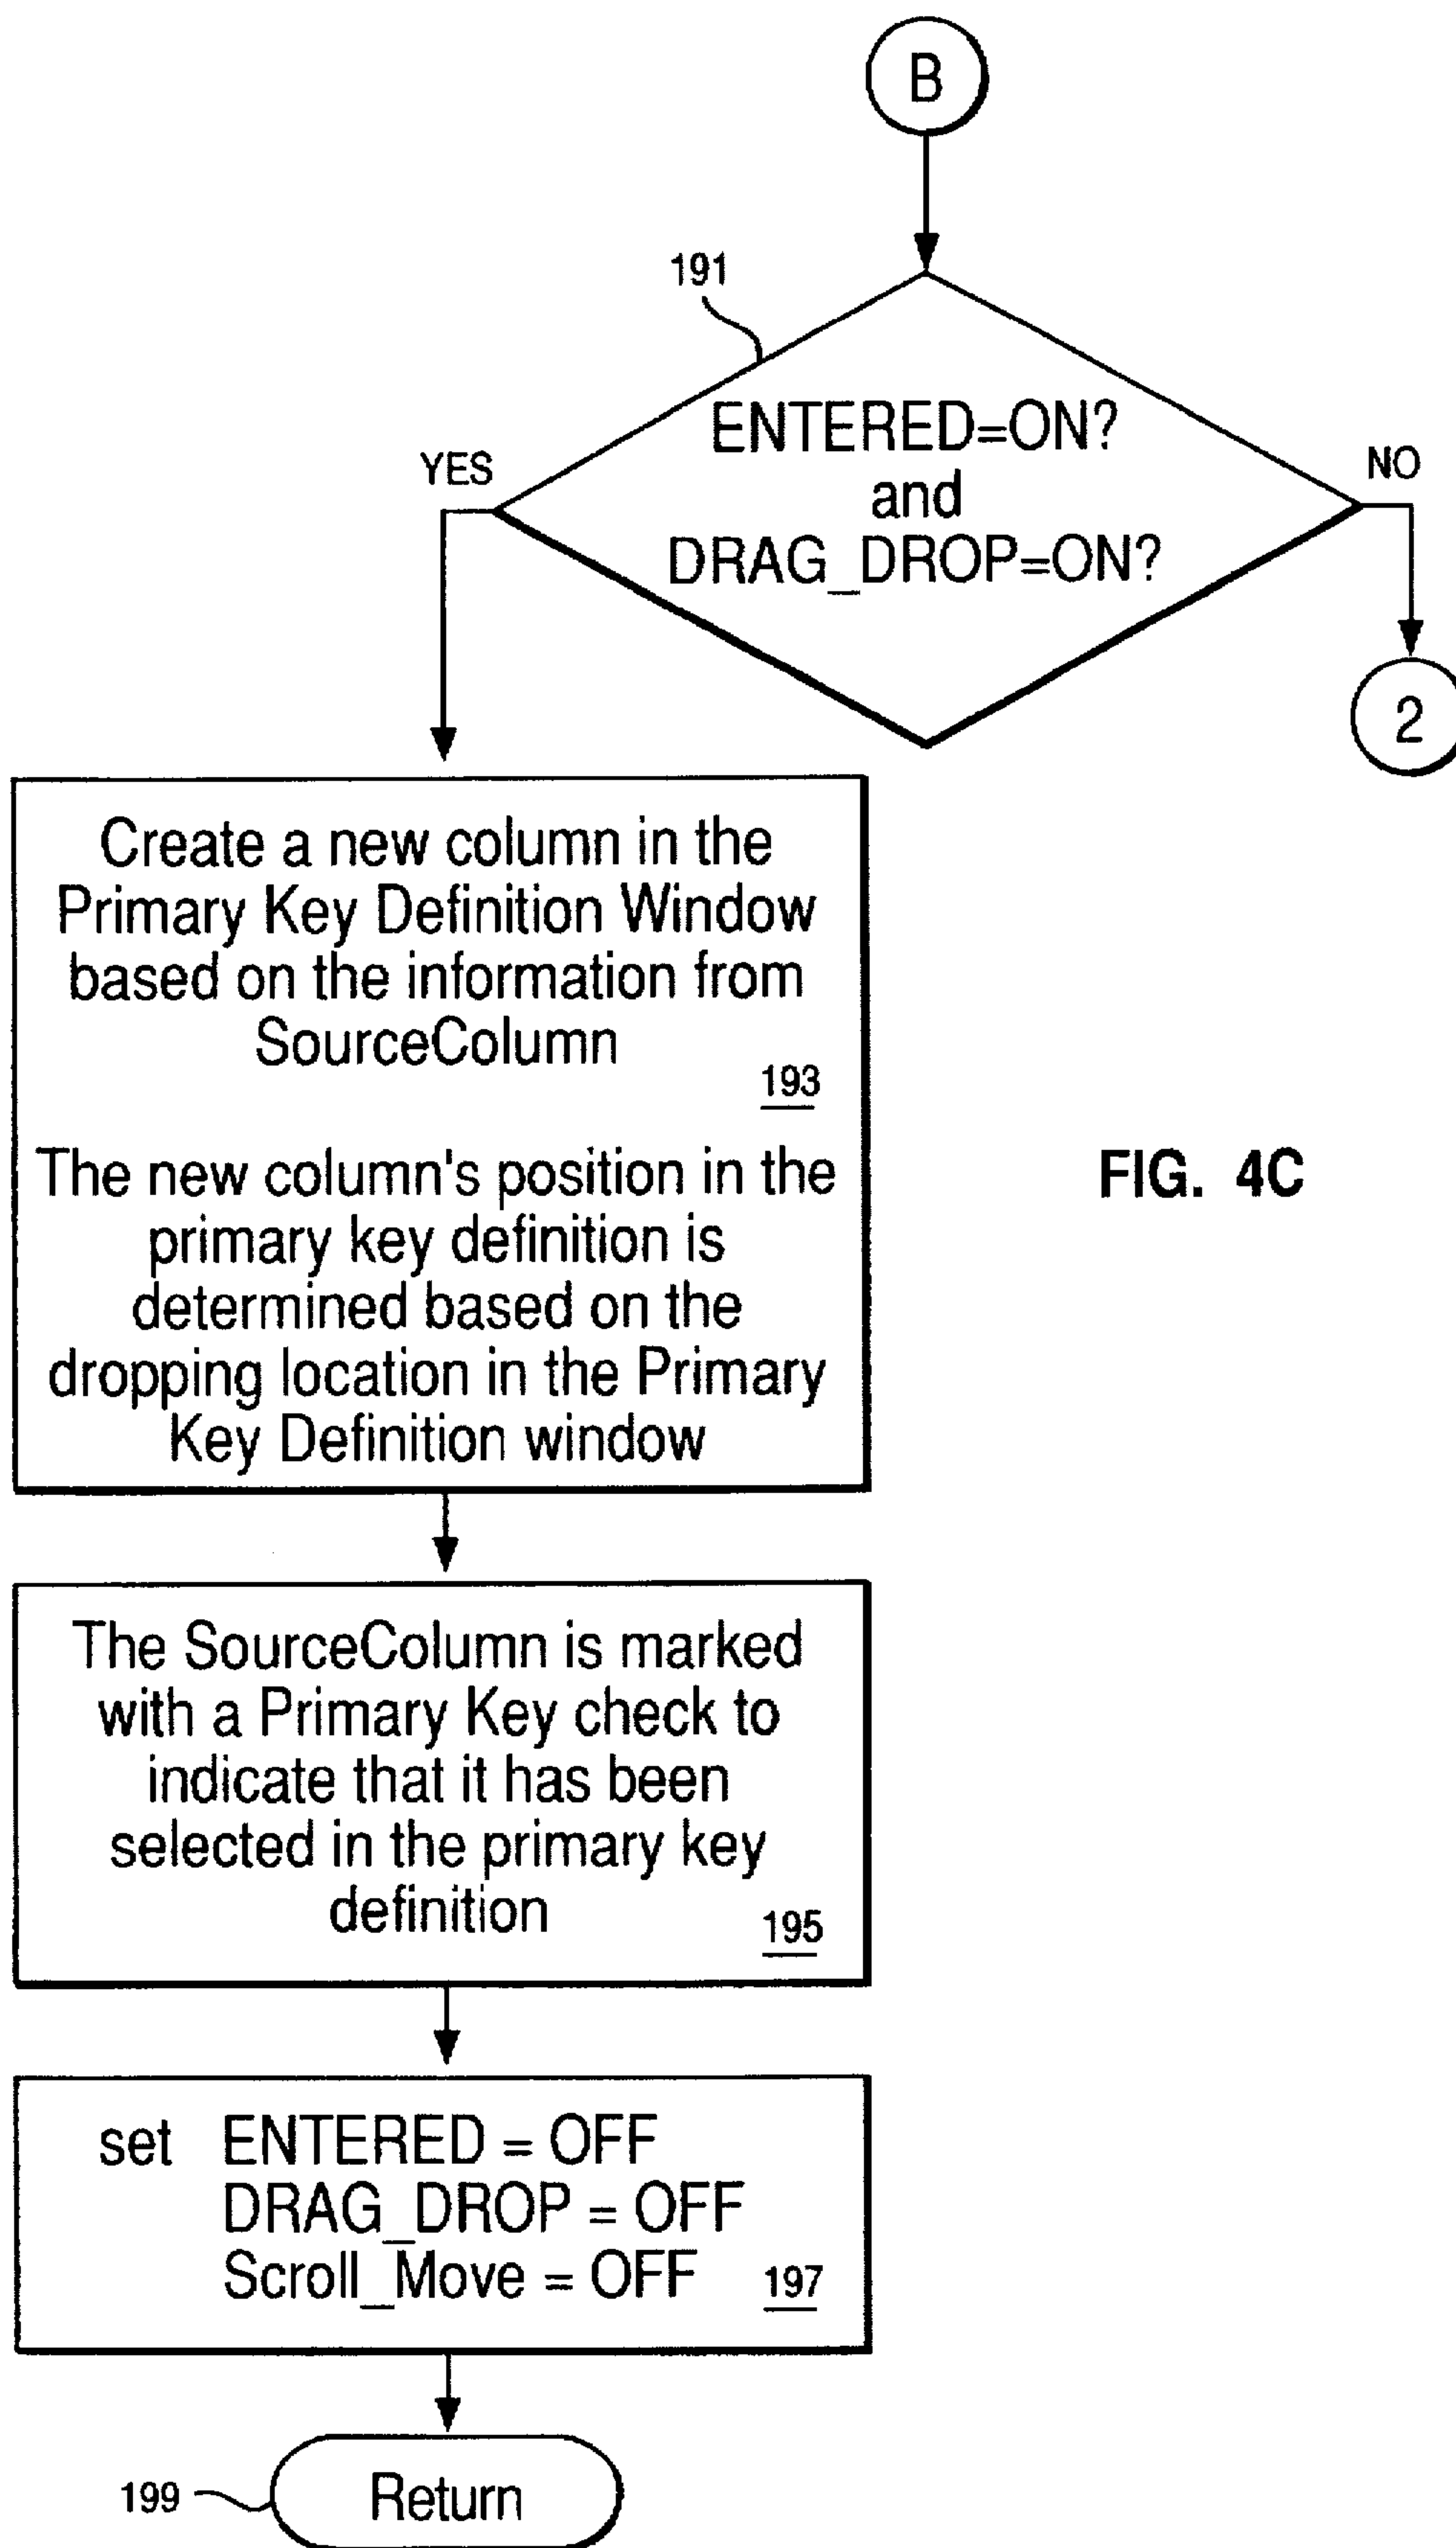 B
191
ENTERED=ON?
and
DRAG_DROP=ON?
YES
NO
2
Create a new column in the
Primary Key Definition Window
based on the information from
SourceColumn
193
The new column's position in the
primary key definition is
determined based on the
dropping location in the Primary
Key Definition window
FIG. 4C
The SourceColumn is marked
with a Primary Key check to
indicate that it has been
selected in the primary key
definition
195
set ENTERED = OFF
DRAG_DROP = OFF
Scroll_Move = OFF
197
199
Return